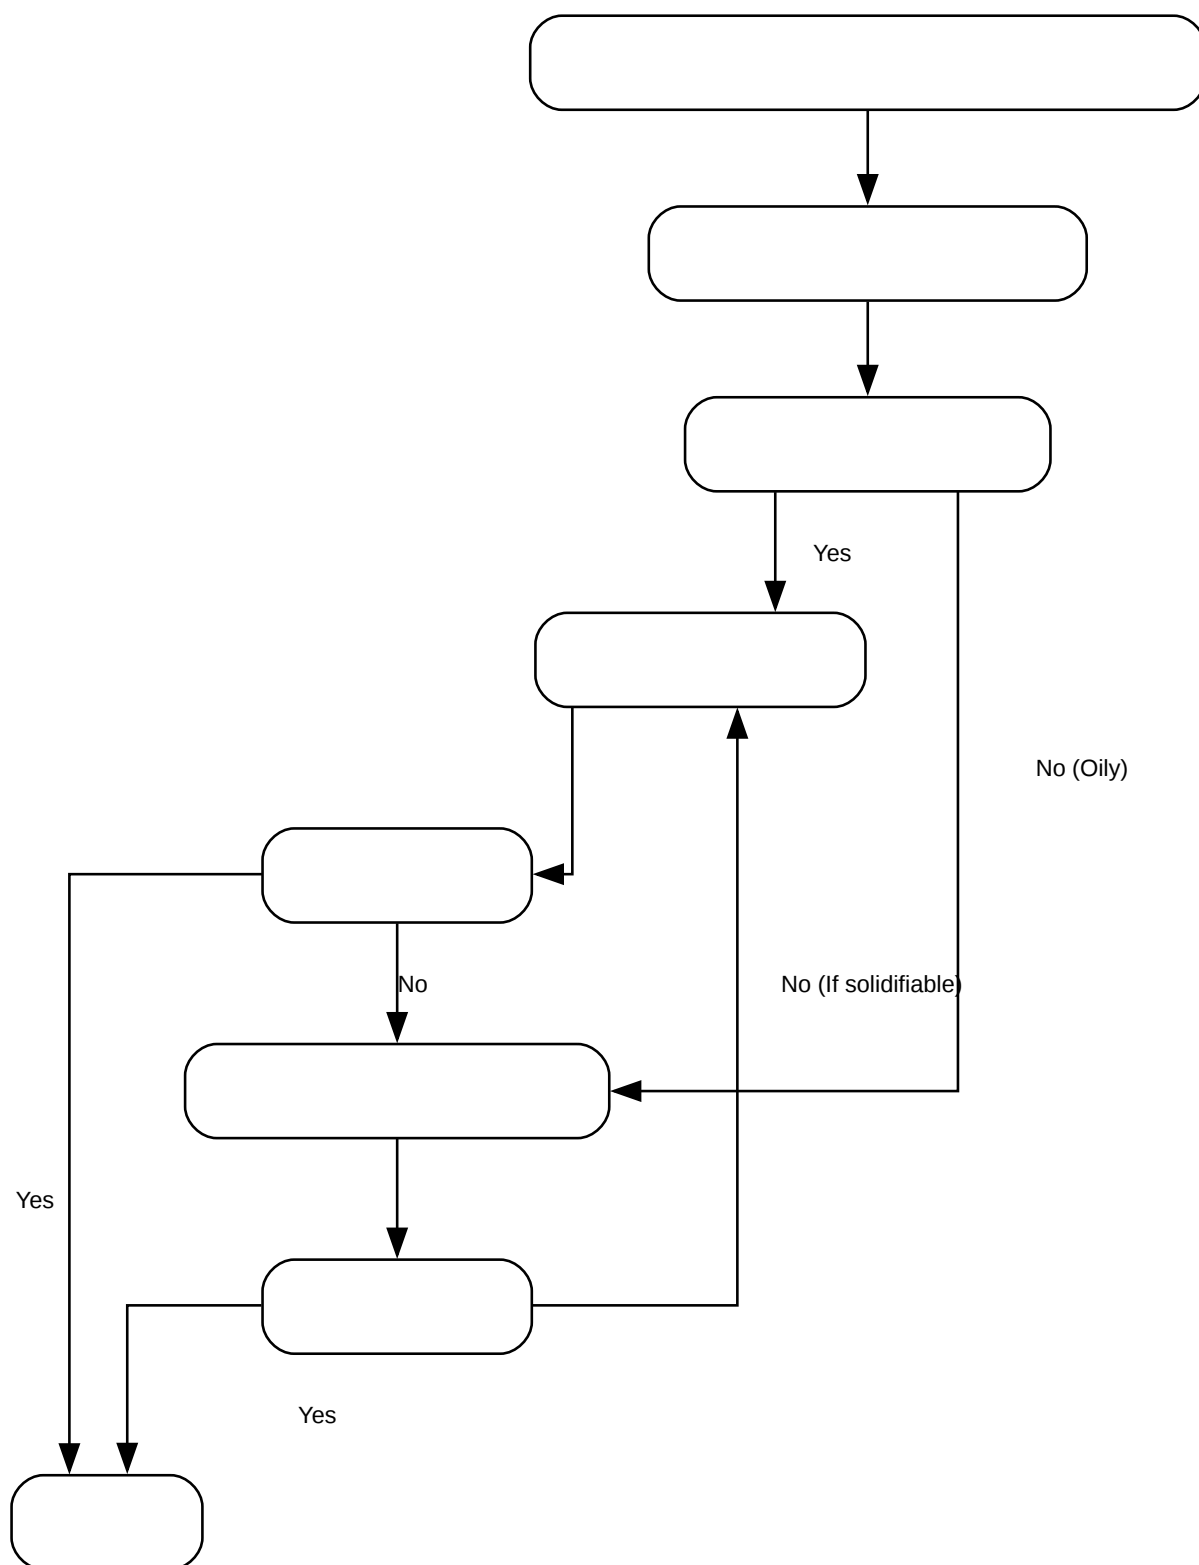 Yes
No (Oily)
No
No (If solidifiable)
Yes
Yes